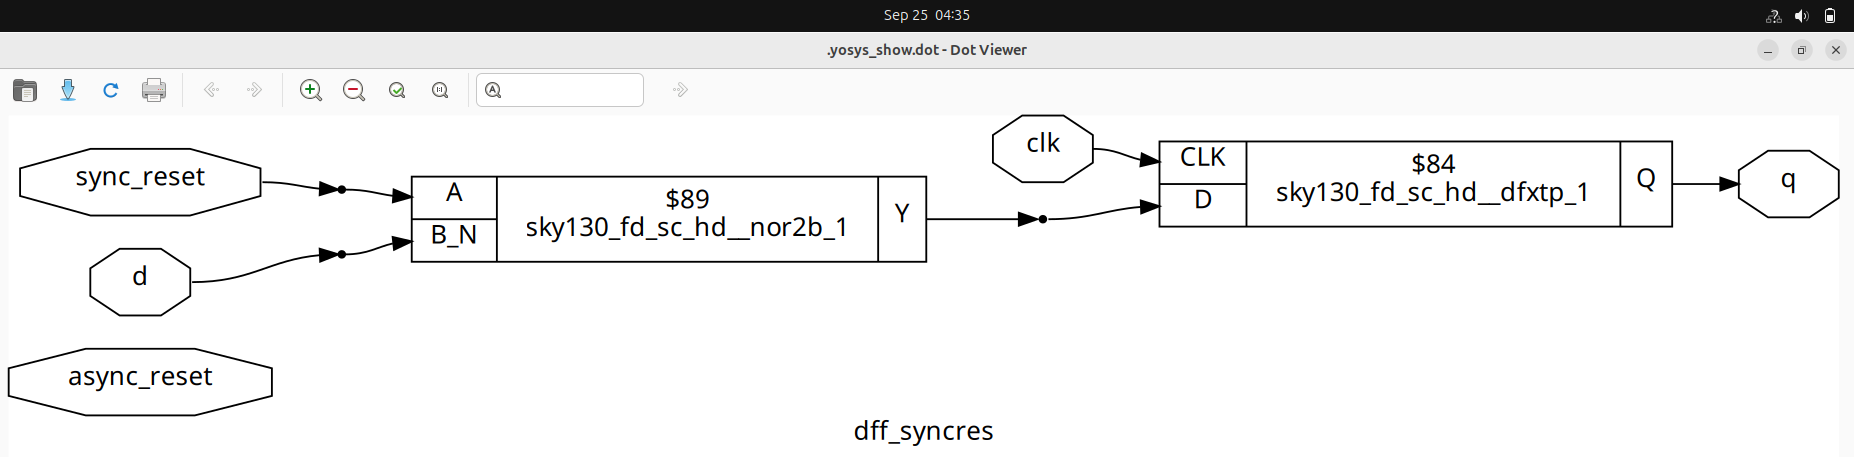 Sep 25 04:35
.yosys_show.dot - Dot Viewer
sync_reset
d
async_reset
A
B_N
$89
sky130_fd_sc_hd__nor2b_1
Y
clk
CLK
D
$84
sky130_fd_sc_hd__dfxtp_1
Q
q
dff_syncres